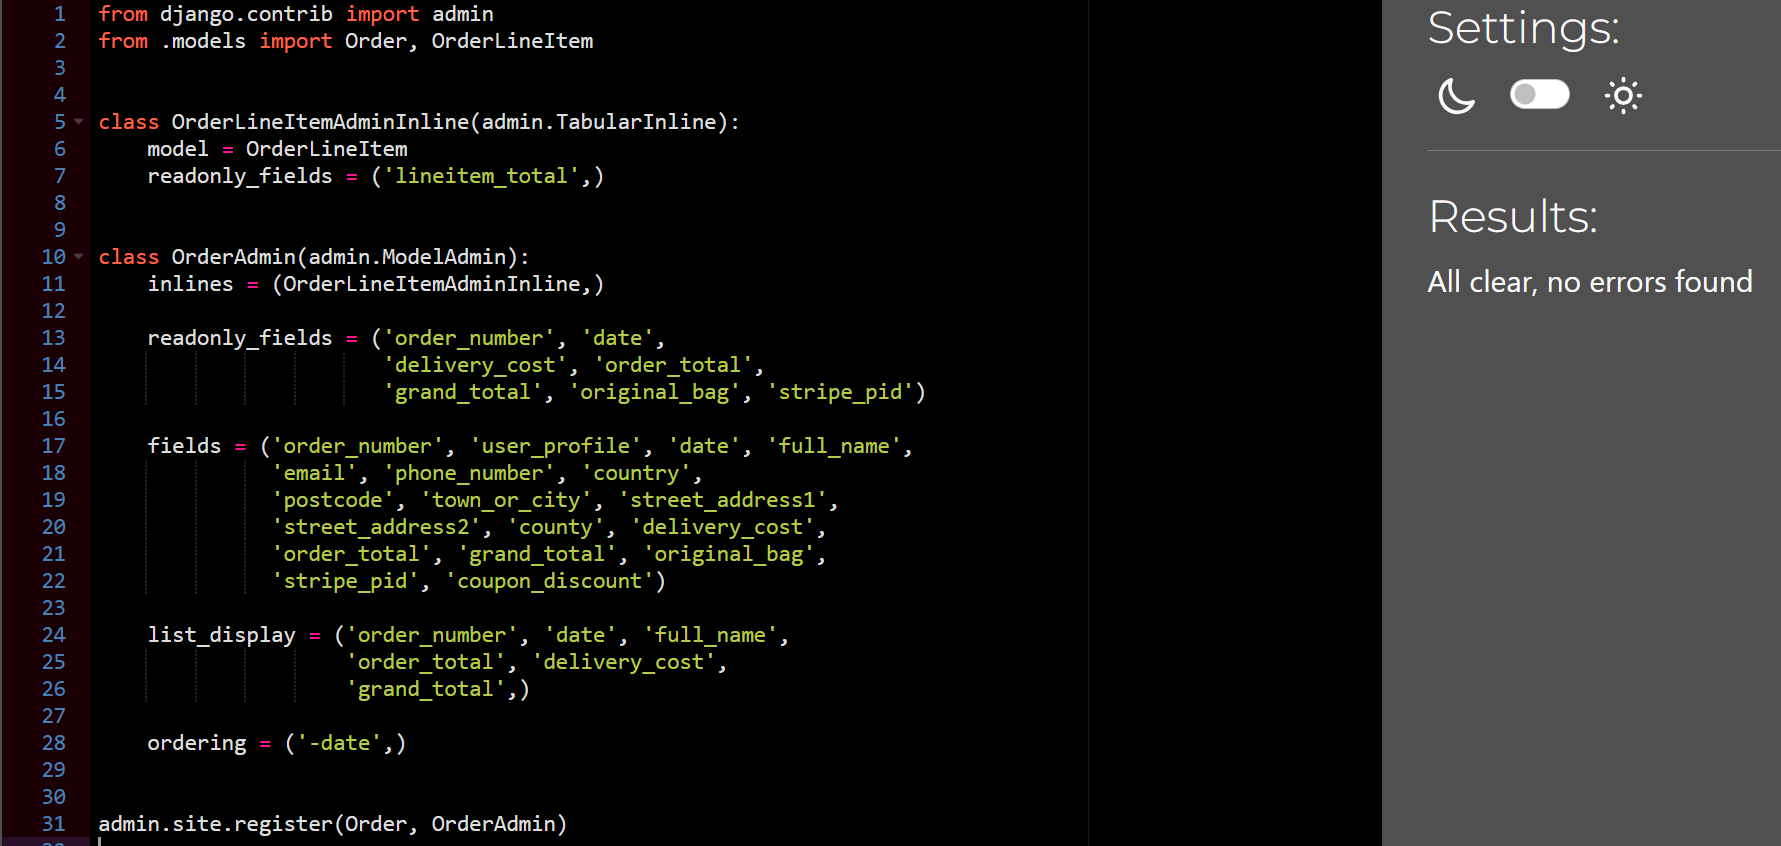 1 from django.contrib import admin
2 from .models import Order, OrderLineItem
3
4
5 class OrderLineItemAdminInline(admin.TabularInline):
6     model = OrderLineItem
7     readonly_fields = ('lineitem_total',)
8
9
10 class OrderAdmin(admin.ModelAdmin):
11     inlines = (OrderLineItemAdminInline,)
12
13     readonly_fields = ('order_number', 'date',
14                        'delivery_cost', 'order_total',
15                        'grand_total', 'original_bag', 'stripe_pid')
16
17     fields = ('order_number', 'user_profile', 'date', 'full_name',
18               'email', 'phone_number', 'country',
19               'postcode', 'town_or_city', 'street_address1',
20               'street_address2', 'county', 'delivery_cost',
21               'order_total', 'grand_total', 'original_bag',
22               'stripe_pid', 'coupon_discount')
23
24     list_display = ('order_number', 'date', 'full_name',
25                     'order_total', 'delivery_cost',
26                     'grand_total',)
27
28     ordering = ('-date',)
29
30
31 admin.site.register(Order, OrderAdmin)
Settings:
Results:
All clear, no errors found